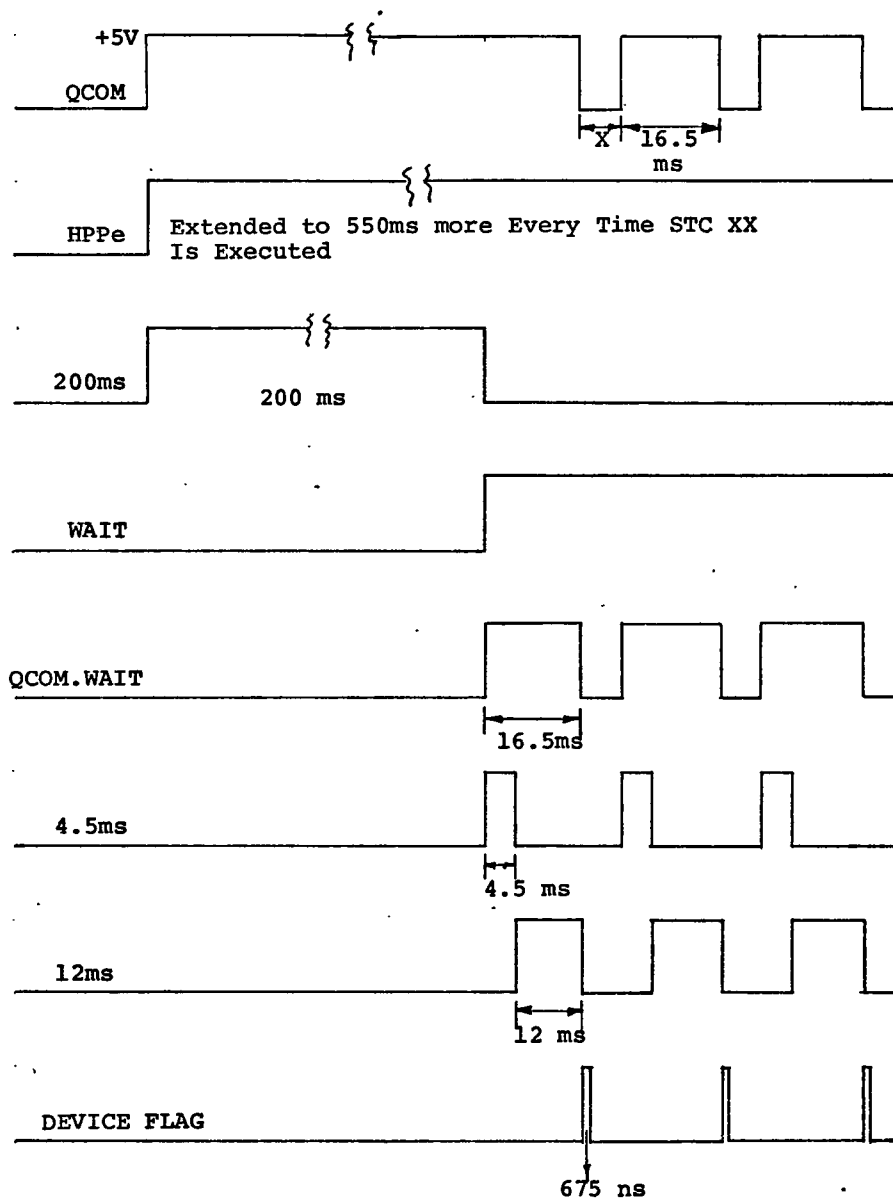 +5V
QCOM
X
16.5
ms
HPPe
Extended to 550ms more Every Time STC XX
Is Executed
200ms
200 ms
WAIT
QCOM.WAIT
16.5ms
4.5ms
4.5 ms
12ms
12 ms
DEVICE FLAG
675 ns